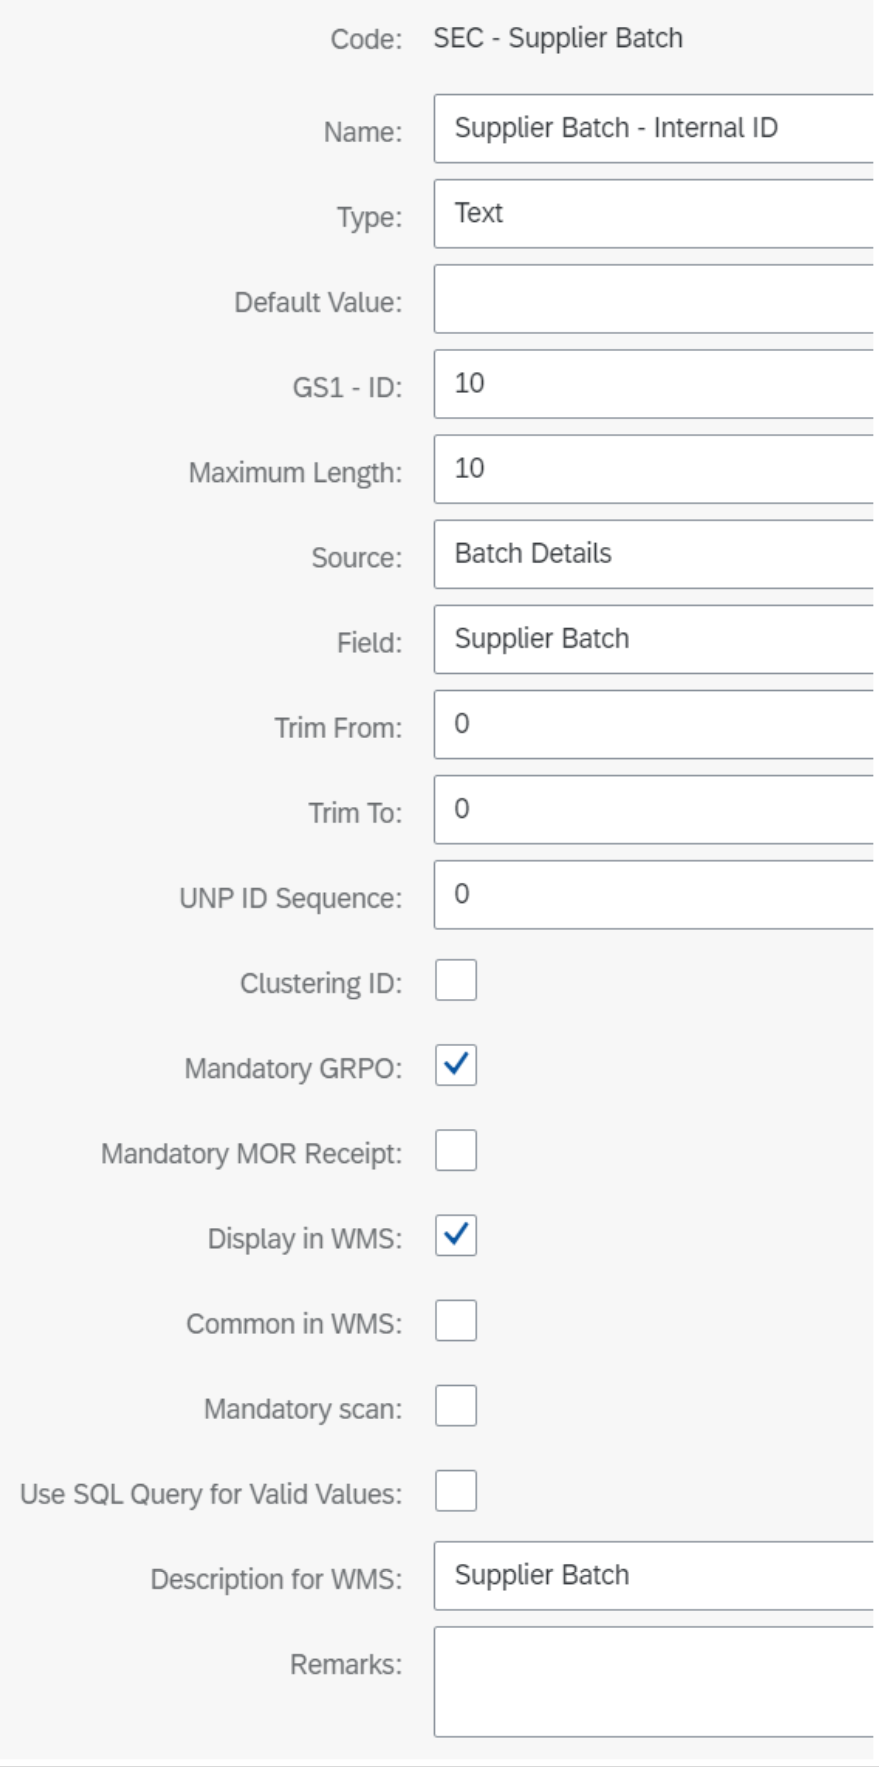 Code: SEC - Supplier Batch
Name: Supplier Batch - Internal ID
Type: Text
Default Value:
GS1 - ID: 10
Maximum Length: 10
Source: Batch Details
Field: Supplier Batch
Trim From: 0
Trim To: 0
UNP ID Sequence: 0
Clustering ID:
Mandatory GRPO:
Mandatory MOR Receipt:
Display in WMS:
Common in WMS:
Mandatory scan:
Use SQL Query for Valid Values:
Description for WMS: Supplier Batch
Remarks: